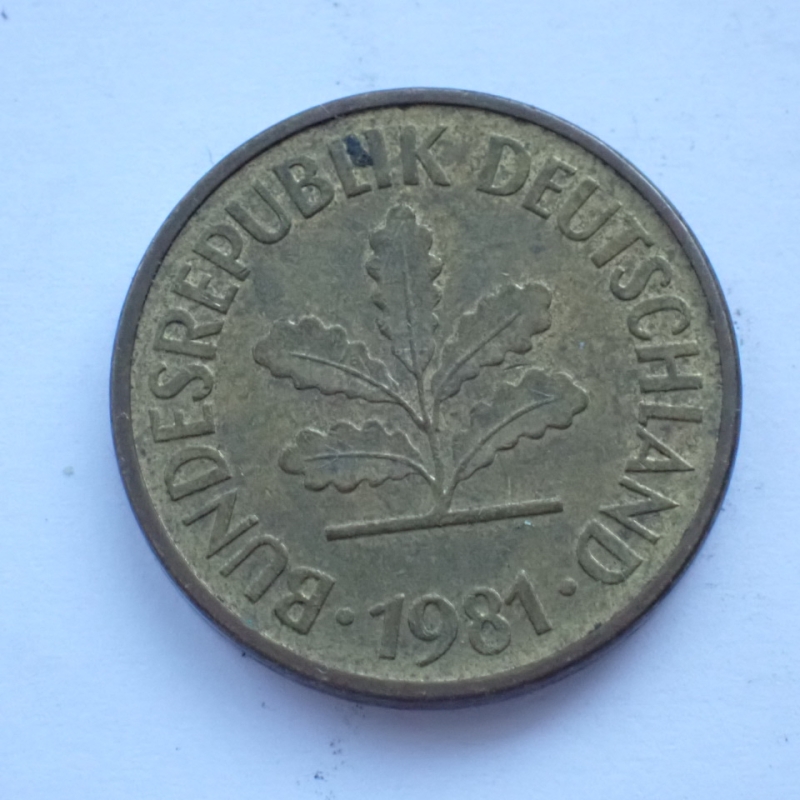 BUNDESREPUBLIK DEUTSCHLAND
· 1981 ·